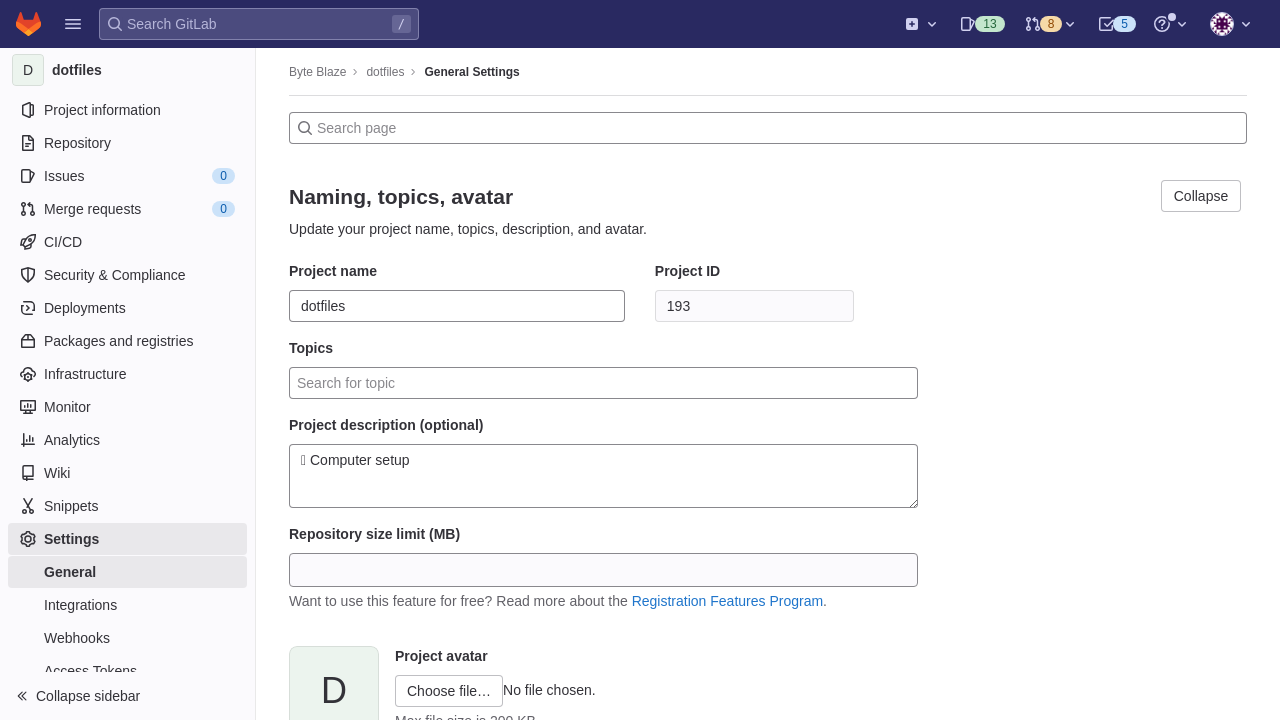 Search GitLab /
13
8
5
D dotfiles
Project information
Repository
Issues 0
Merge requests 0
CI/CD
Security & Compliance
Deployments
Packages and registries
Infrastructure
Monitor
Analytics
Wiki
Snippets
Settings
General
Integrations
Webhooks
Access Tokens
Collapse sidebar
Byte Blaze
dotfiles
General Settings
Search page
Naming, topics, avatar
Collapse
Update your project name, topics, description, and avatar.
Project name
Project ID
dotfiles
193
Topics
Search for topic
Project description (optional)
Computer setup
Repository size limit (MB)
Want to use this feature for free? Read more about the Registration Features Program.
D
Project avatar
Choose file… No file chosen.
Max file size is 200 KB.